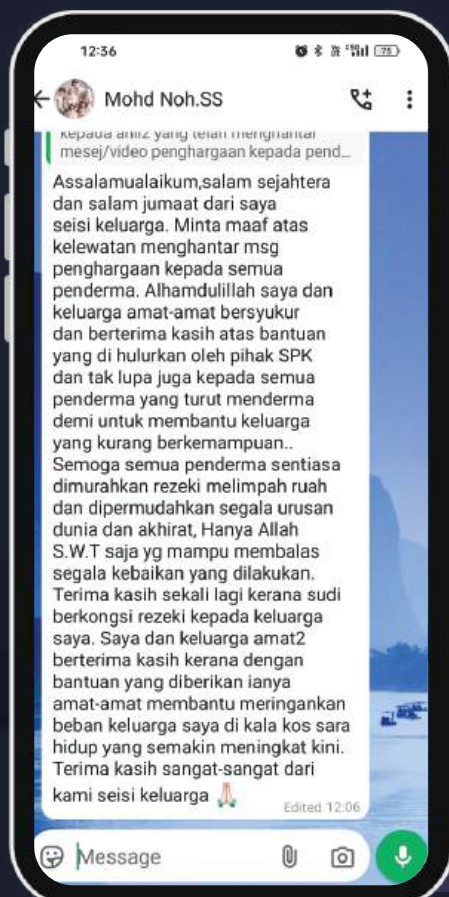 12:36
75
Mohd Noh.SS
kepada ahli2 yang telah menghantar
mesej/video penghargaan kepada pend...
Assalamualaikum,salam sejahtera
dan salam jumaat dari saya
seisi keluarga. Minta maaf atas
kelewatan menghantar msg
penghargaan kepada semua
penderma. Alhamdulillah saya dan
keluarga amat-amat bersyukur
dan berterima kasih atas bantuan
yang di hulurkan oleh pihak SPK
dan tak lupa juga kepada semua
penderma yang turut menderma
demi untuk membantu keluarga
yang kurang berkemampuan..
Semoga semua penderma sentiasa
dimurahkan rezeki melimpah ruah
dan dipermudahkan segala urusan
dunia dan akhirat, Hanya Allah
S.W.T saja yg mampu membalas
segala kebaikan yang dilakukan.
Terima kasih sekali lagi kerana sudi
berkongsi rezeki kepada keluarga
saya. Saya dan keluarga amat2
berterima kasih kerana dengan
bantuan yang diberikan ianya
amat-amat membantu meringankan
beban keluarga saya di kala kos sara
hidup yang semakin meningkat kini.
Terima kasih sangat-sangat dari
kami seisi keluarga 🙏🏻
Edited 12:06
Message